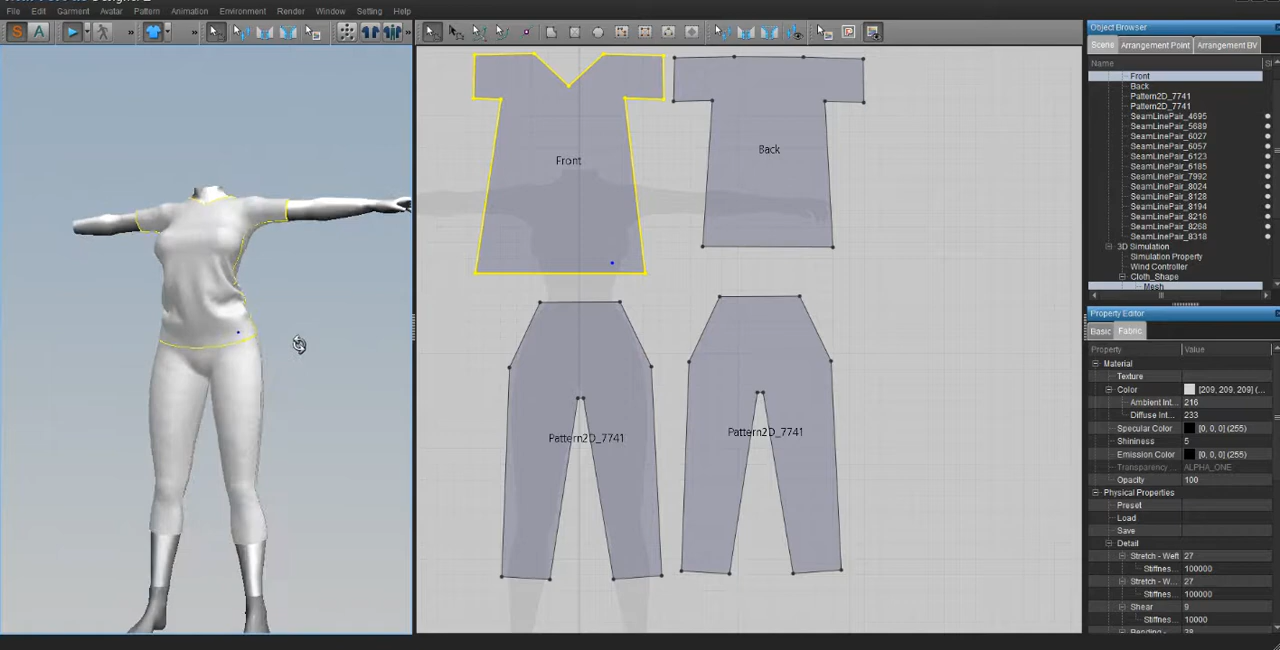 File Edit Garment Avatar Pattern Animation Environment Render Window Setting Help
S A
Front
Back
Pattern2D_7741
Pattern2D_7741
Object Browser
Scene Arrangement Point Arrangement BV
Name
Front
Back
Pattern2D_7741
Pattern2D_7741
SeamLinePair_4695
SeamLinePair_5689
SeamLinePair_6027
SeamLinePair_6057
SeamLinePair_6123
SeamLinePair_6185
SeamLinePair_7992
SeamLinePair_8024
SeamLinePair_8128
SeamLinePair_8194
SeamLinePair_8216
SeamLinePair_8268
SeamLinePair_8318
3D Simulation
Simulation Property
Wind Controller
Cloth_Shape
Mesh
Property Editor
Basic Fabric
Property Value
Material
Texture
Color [209, 209, 209] (...
Ambient Int... 216
Diffuse Int... 233
Specular Color [0, 0, 0] (255)
Shininess 5
Emission Color [0, 0, 0] (255)
Transparency ... ALPHA_ONE
Opacity 100
Physical Properties
Preset
Load
Save
Detail
Stretch - Weft 27
Stiffnes... 100000
Stretch - W... 27
Stiffnes... 100000
Shear 9
Stiffnes... 10000